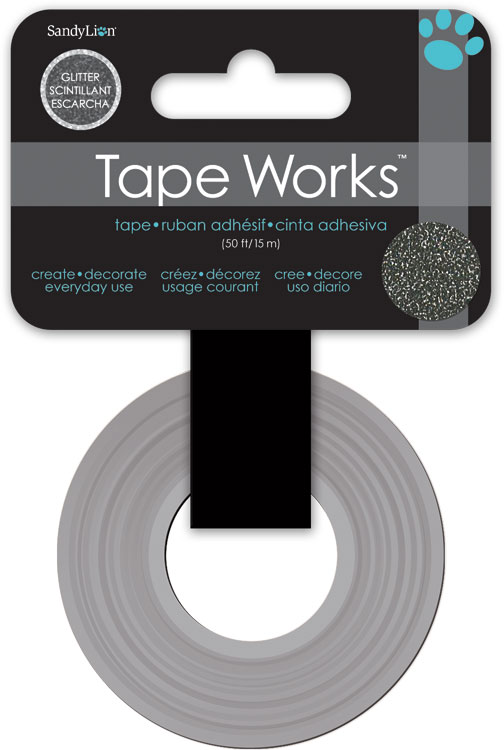 SandyLion
GLITTER
SCINTILLANT
ESCARCHA
Tape Works™
tape•ruban adhésif•cinta adhesiva
(50 ft/15 m)
create•decorate
everyday use
créez•décorez
usage courant
cree•decore
uso diario